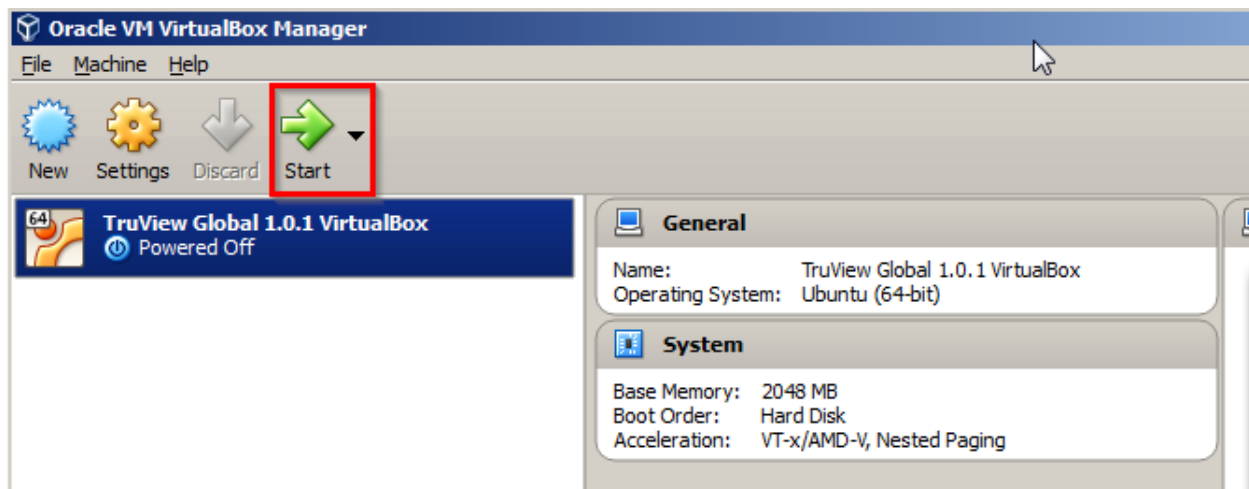 Oracle VM VirtualBox Manager
File Machine Help
New Settings Discard Start
64
TruView Global 1.0.1 VirtualBox
Powered Off
General
Name: TruView Global 1.0.1 VirtualBox
Operating System: Ubuntu (64-bit)
System
Base Memory: 2048 MB
Boot Order: Hard Disk
Acceleration: VT-x/AMD-V, Nested Paging